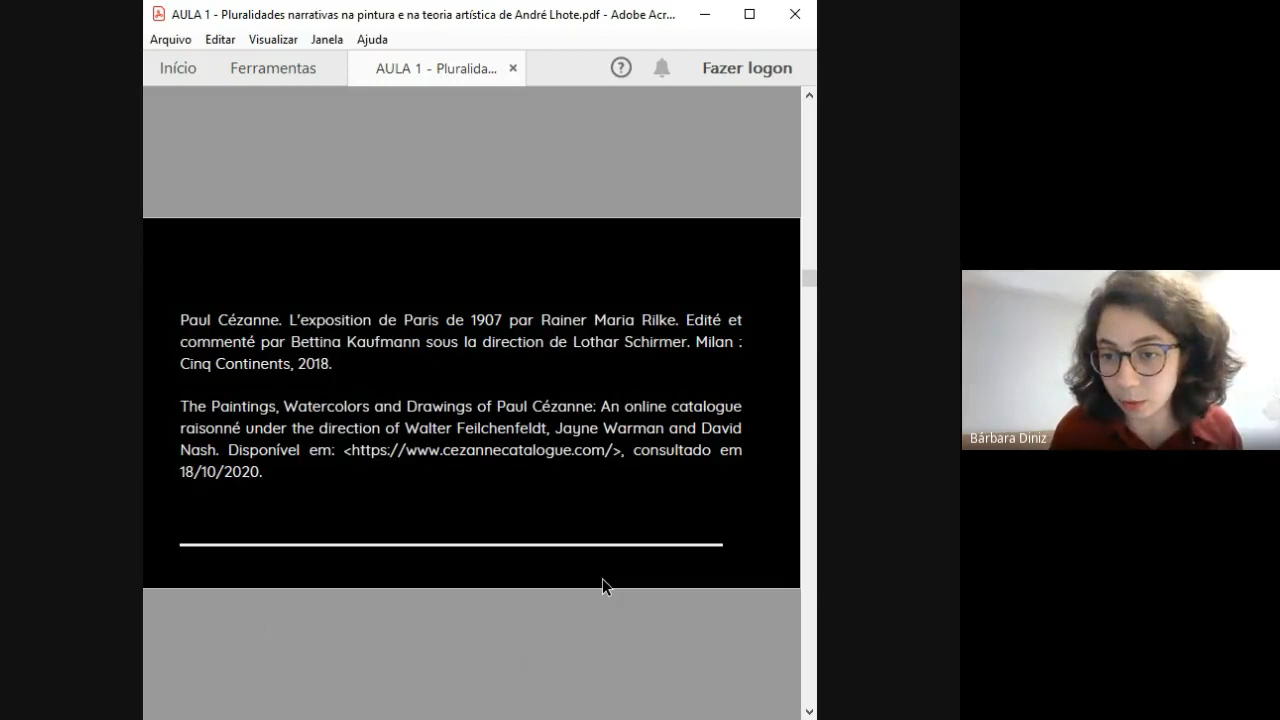 AULA 1 - Pluralidades narrativas na pintura e na teoria artística de André Lhote.pdf - Adobe Acr...
Arquivo Editar Visualizar Janela Ajuda
Início Ferramentas AULA 1 - Pluralida... × ? Fazer logon
Paul Cézanne. L'exposition de Paris de 1907 par Rainer Maria Rilke. Edité et
commenté par Bettina Kaufmann sous la direction de Lothar Schirmer. Milan :
Cinq Continents, 2018.
The Paintings, Watercolors and Drawings of Paul Cézanne: An online catalogue
raisonné under the direction of Walter Feilchenfeldt, Jayne Warman and David
Nash. Disponível em: <https://www.cezannecatalogue.com/>, consultado em
18/10/2020.
Bárbara Diniz